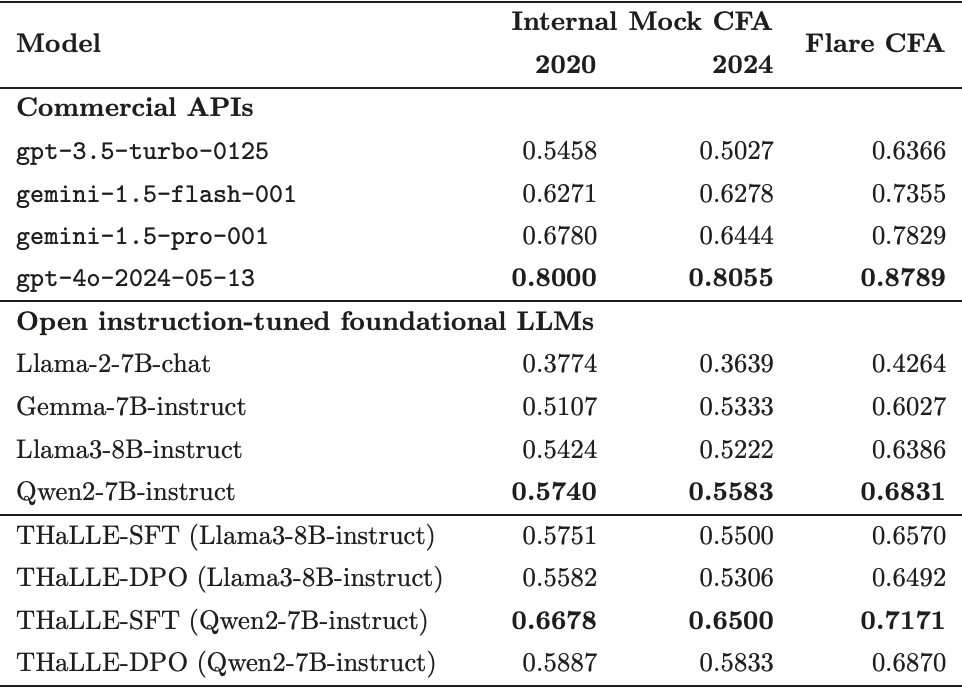 Model Internal Mock CFA Flare CFA
2020 2024
Commercial APIs
gpt-3.5-turbo-0125 0.5458 0.5027 0.6366
gemini-1.5-flash-001 0.6271 0.6278 0.7355
gemini-1.5-pro-001 0.6780 0.6444 0.7829
gpt-4o-2024-05-13 0.8000 0.8055 0.8789
Open instruction-tuned foundational LLMs
Llama-2-7B-chat 0.3774 0.3639 0.4264
Gemma-7B-instruct 0.5107 0.5333 0.6027
Llama3-8B-instruct 0.5424 0.5222 0.6386
Qwen2-7B-instruct 0.5740 0.5583 0.6831
THaLLE-SFT (Llama3-8B-instruct) 0.5751 0.5500 0.6570
THaLLE-DPO (Llama3-8B-instruct) 0.5582 0.5306 0.6492
THaLLE-SFT (Qwen2-7B-instruct) 0.6678 0.6500 0.7171
THaLLE-DPO (Qwen2-7B-instruct) 0.5887 0.5833 0.6870